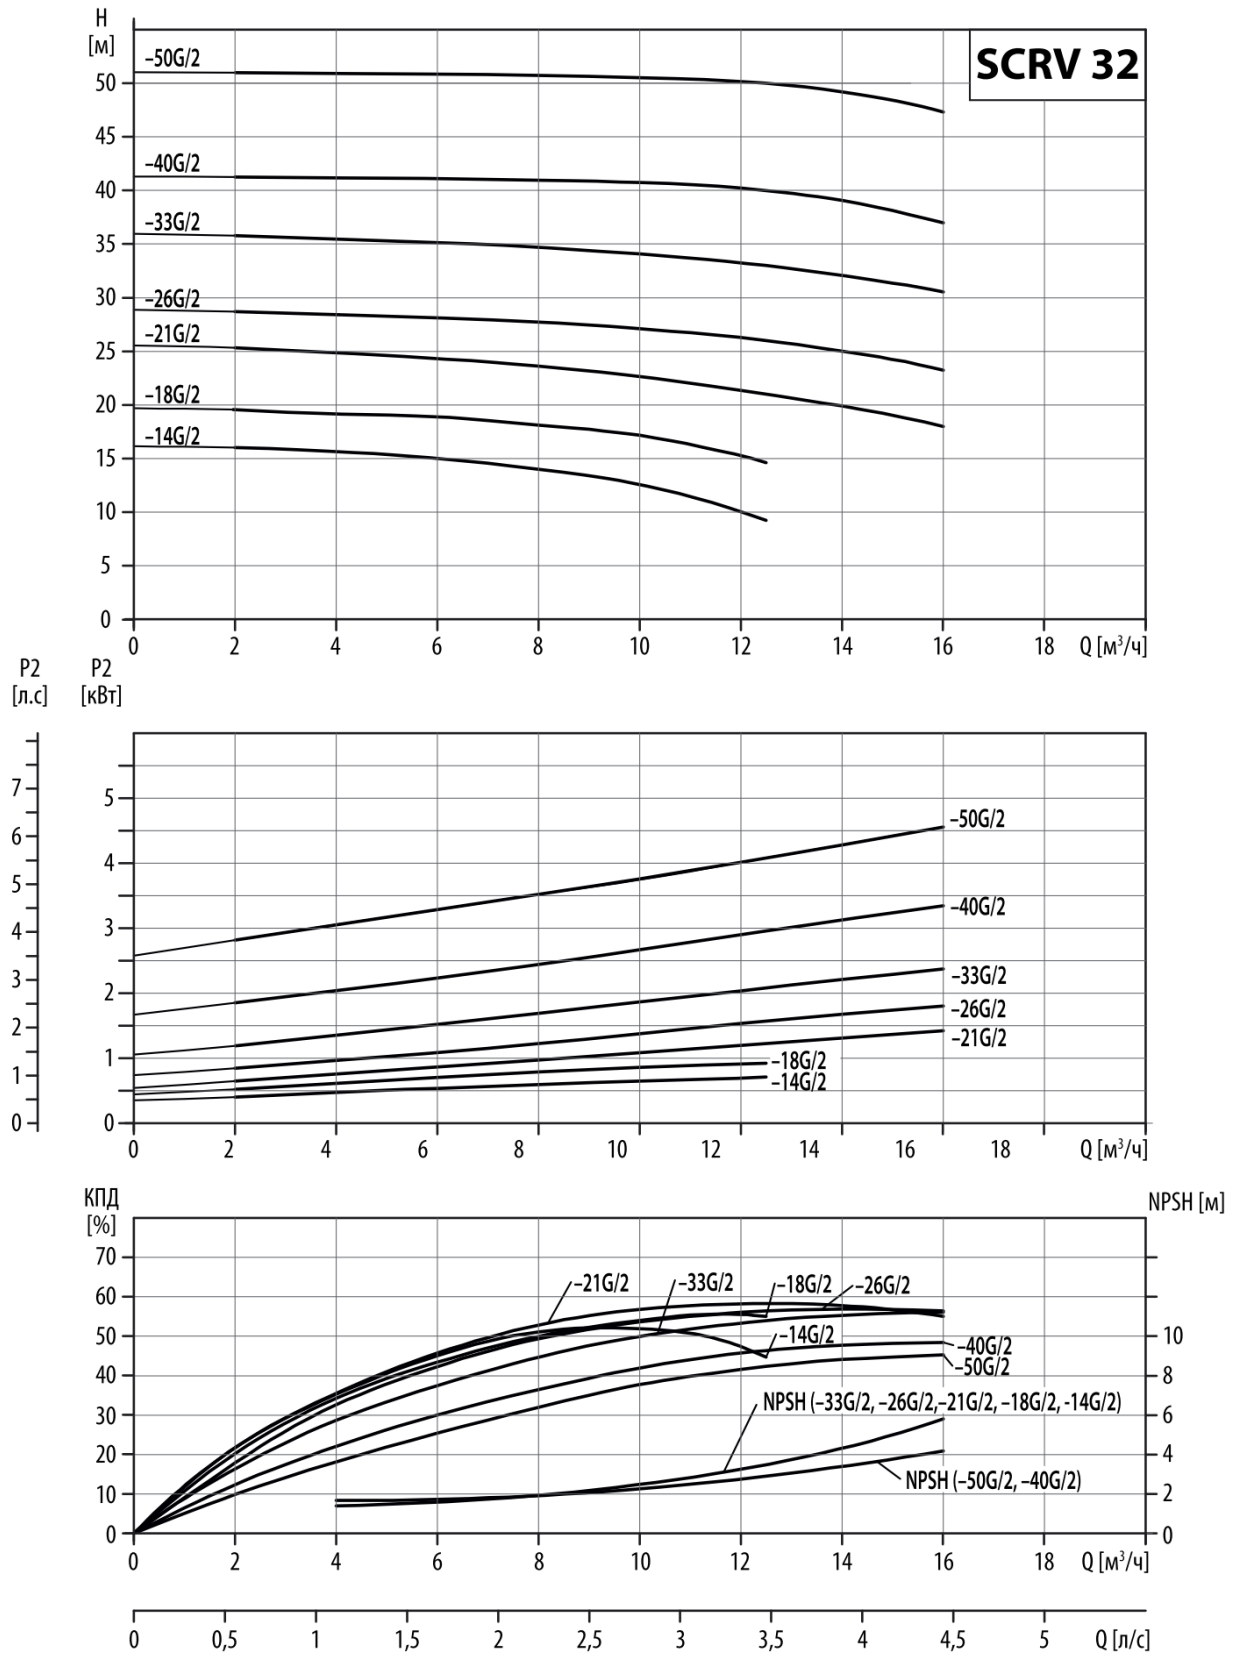 H
[м]
SCRV 32
–50G/2
50
45
–40G/2
40
–33G/2
35
–26G/2
30
–21G/2
25
–18G/2
20
–14G/2
15
10
5
0
0 2 4 6 8 10 12 14 16 18 Q [м³/ч]
P2 P2
[л.с] [кВт]
7
6
5
4
3
2
1
0
5
4
3
2
1
0
–50G/2
–40G/2
–33G/2
–26G/2
–21G/2
–18G/2
–14G/2
0 2 4 6 8 10 12 14 16 18 Q [м³/ч]
КПД
[%]
NPSH [м]
70
60
50
40
30
20
10
0
–21G/2 –33G/2 –18G/2 –26G/2
–14G/2
–40G/2
–50G/2
NPSH (–33G/2, –26G/2,–21G/2, –18G/2, -14G/2)
NPSH (–50G/2, –40G/2)
10
8
6
4
2
0
0 2 4 6 8 10 12 14 16 18 Q [м³/ч]
0 0,5 1 1,5 2 2,5 3 3,5 4 4,5 5 Q [л/с]